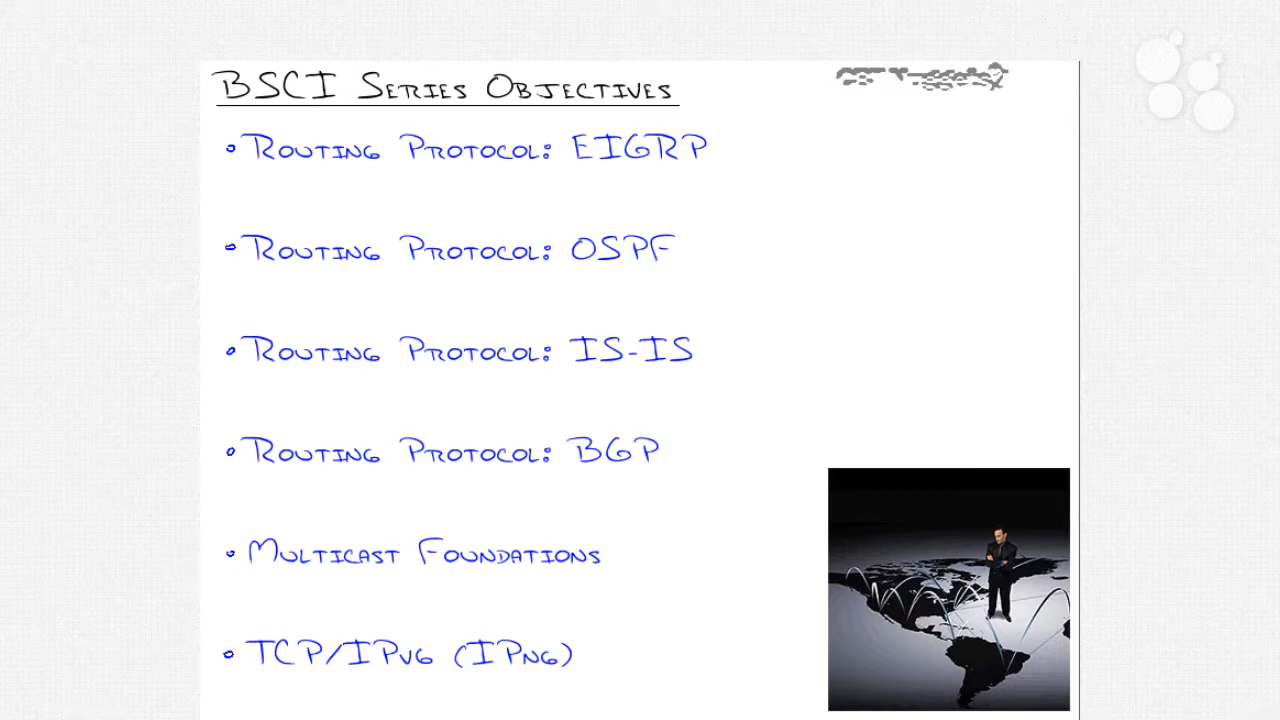 BSCI SERIES OBJECTIVES
• ROUTING PROTOCOL: EIGRP
• ROUTING PROTOCOL: OSPF
• ROUTING PROTOCOL: IS-IS
• ROUTING PROTOCOL: BGP
• MULTICAST FOUNDATIONS
• TCP/IPV6 (IPNG)